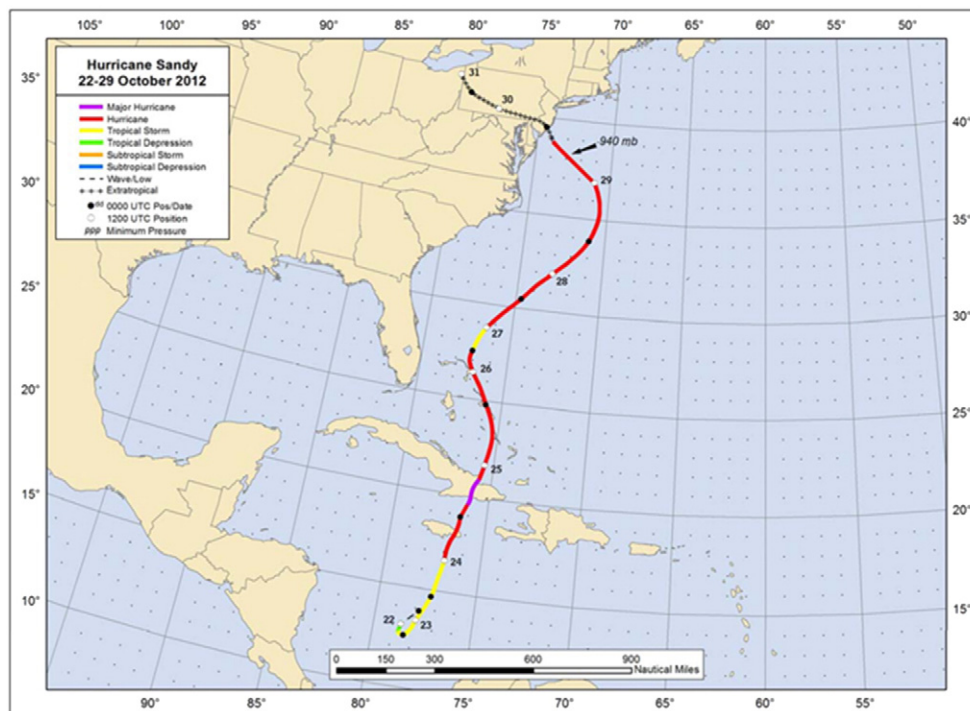 105° 100° 95° 90° 85° 80° 75° 70° 65° 60° 55° 50°
Hurricane Sandy
22-29 October 2012
Major Hurricane
Hurricane
Tropical Storm
Tropical Depression
Subtropical Storm
Subtropical Depression
Wave/Low
Extratropical
dd 0000 UTC Pos/Date
1200 UTC Position
PPP Minimum Pressure
35°
30°
25°
20°
15°
10°
31
30
940 mb
29
28
27
26
25
24
23
22
40°
35°
30°
25°
20°
15°
0 150 300 600 900
Nautical Miles
90° 85° 80° 75° 70° 65° 60° 55°